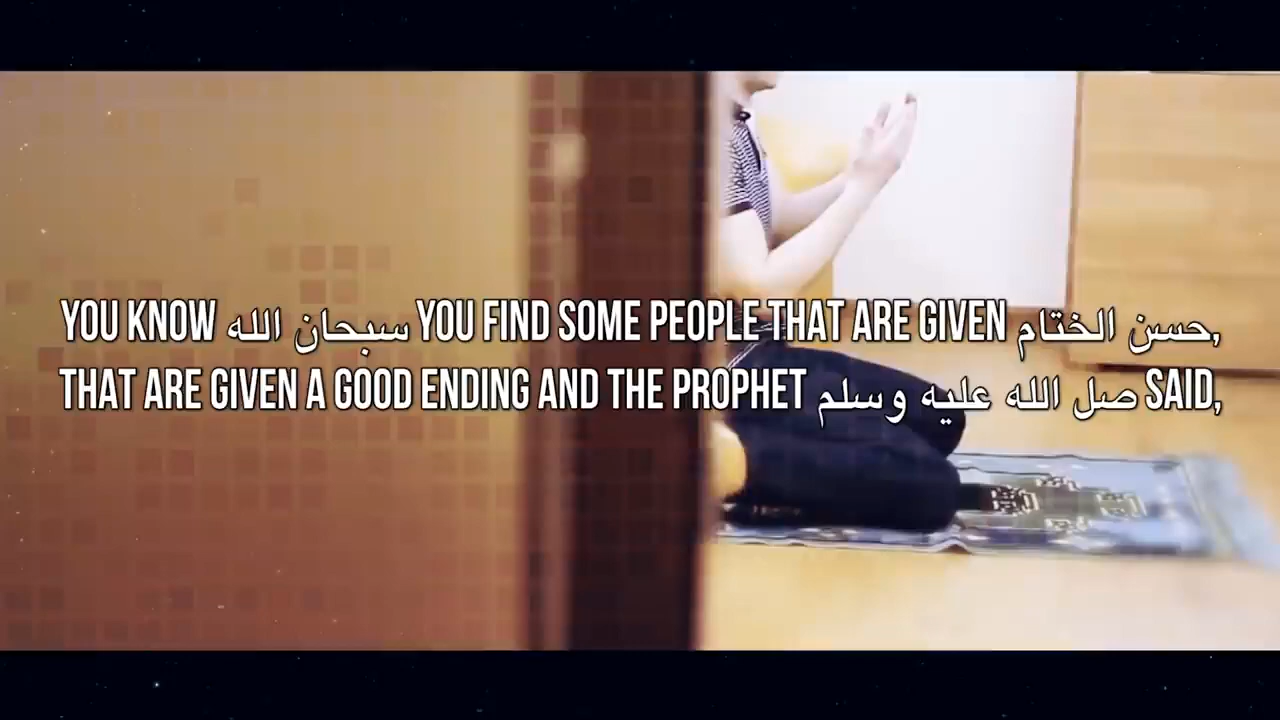 YOU KNOW سبحان الله YOU FIND SOME PEOPLE THAT ARE GIVEN حسن الختام,
THAT ARE GIVEN A GOOD ENDING AND THE PROPHET صل الله عليه وسلم SAID,